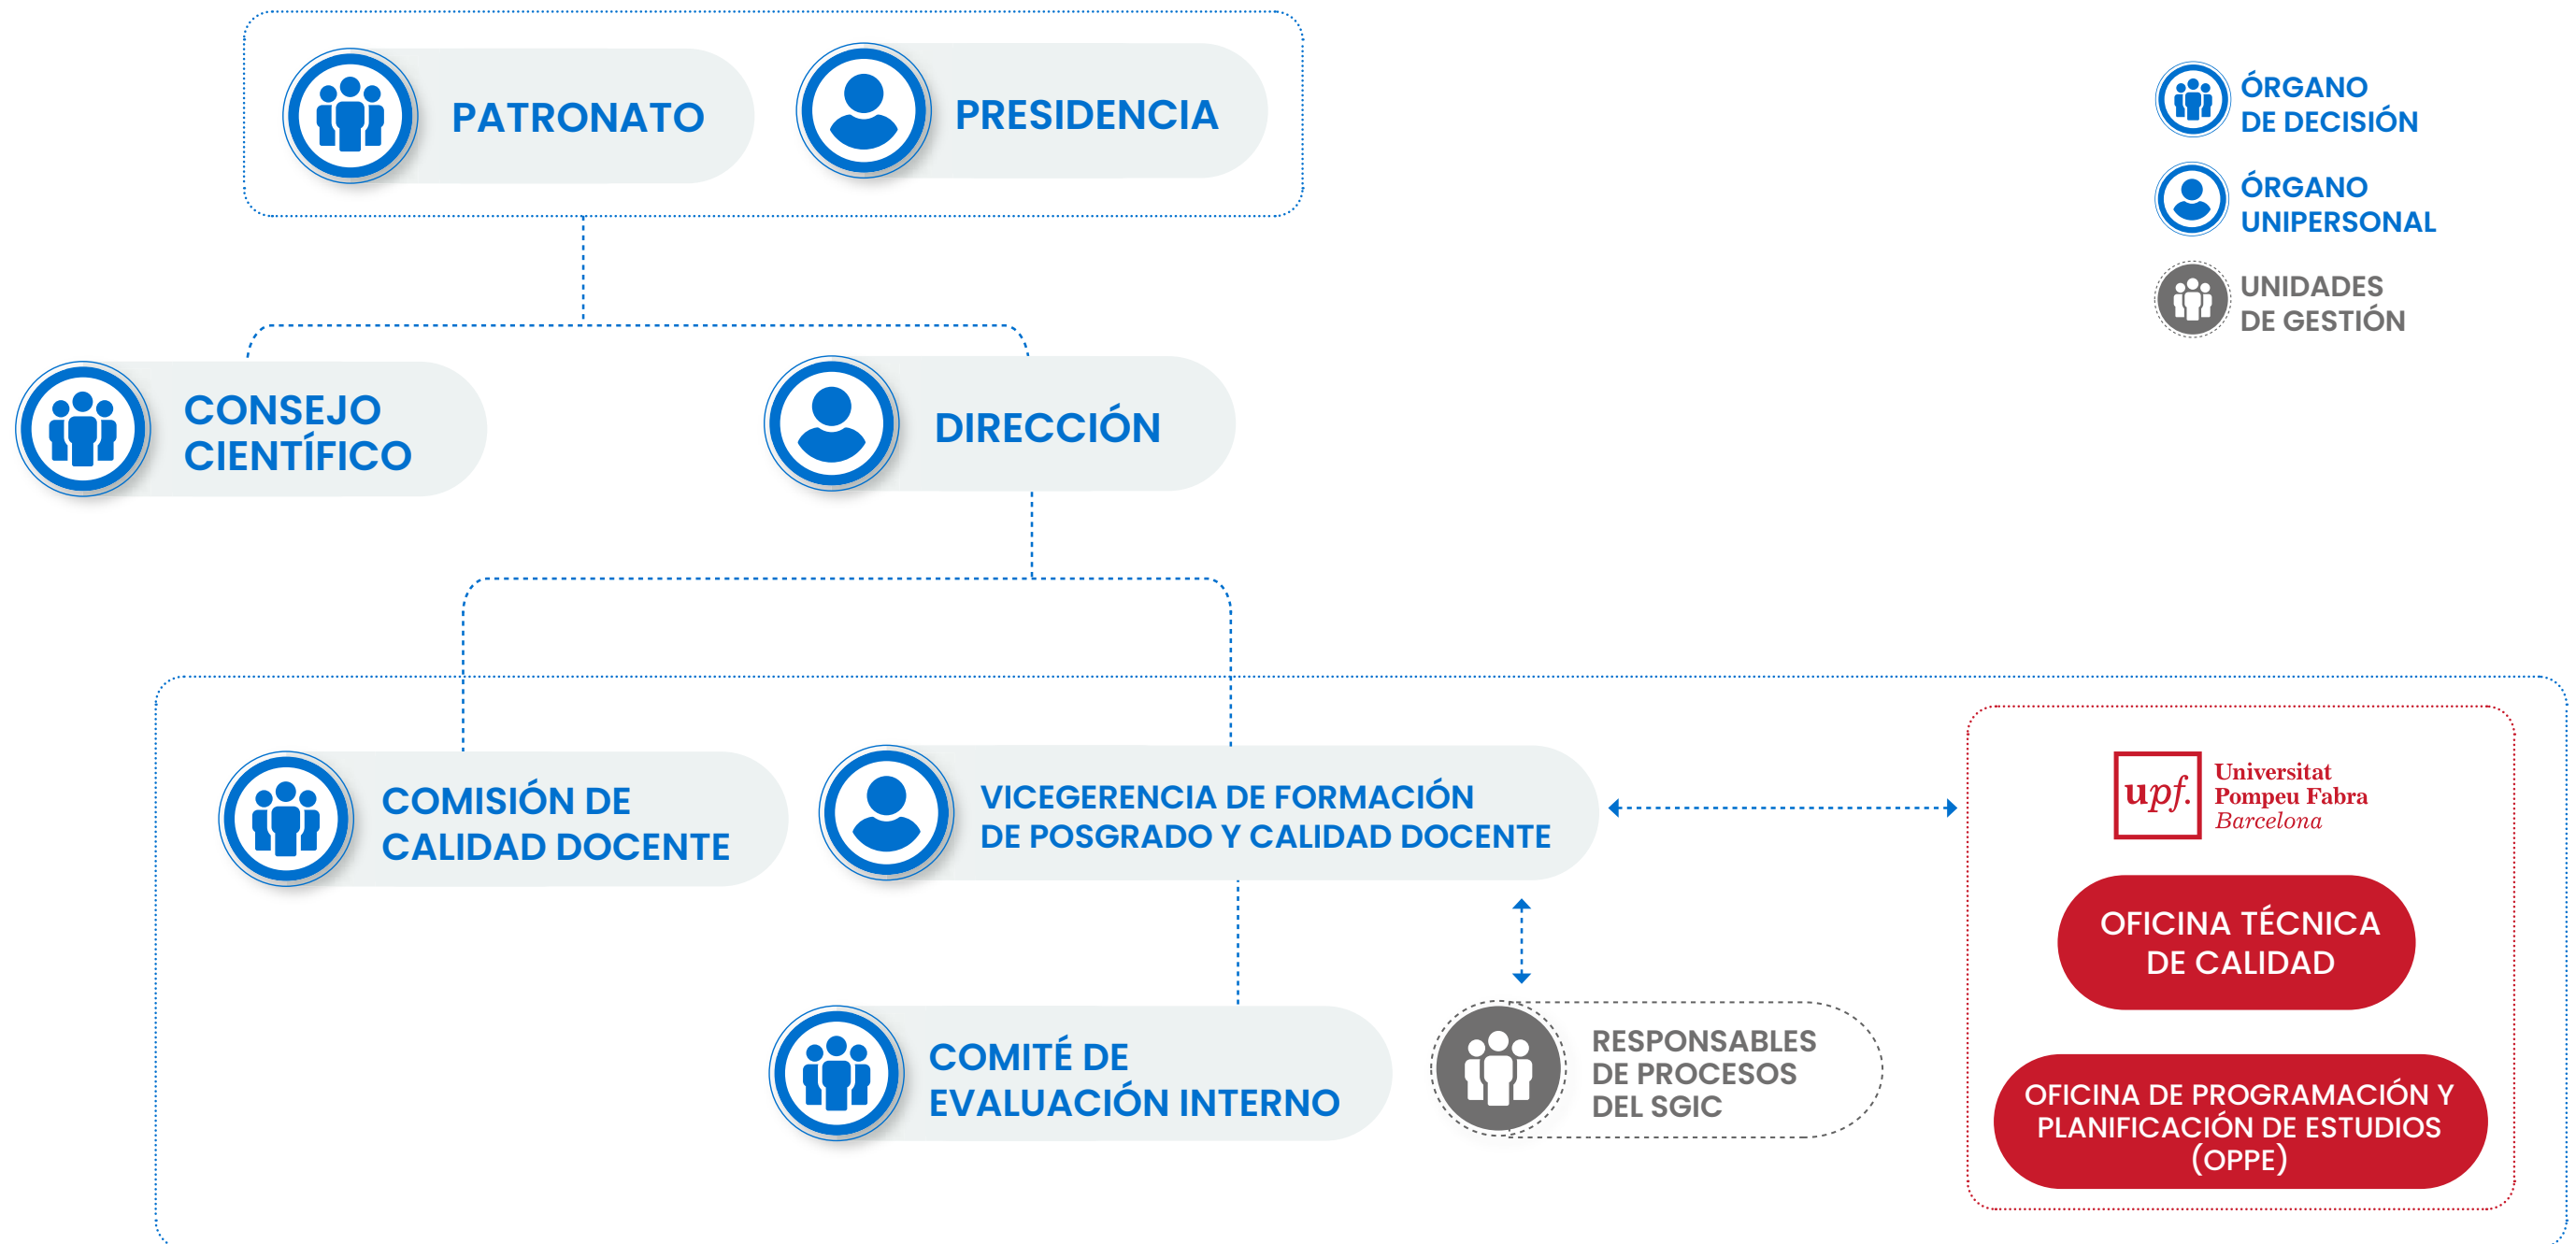 PATRONATO
PRESIDENCIA
ÓRGANO
DE DECISIÓN
ÓRGANO
UNIPERSONAL
UNIDADES
DE GESTIÓN
CONSEJO
CIENTÍFICO
DIRECCIÓN
COMISIÓN DE
CALIDAD DOCENTE
VICEGERENCIA DE FORMACIÓN
DE POSGRADO Y CALIDAD DOCENTE
upf.
Universitat
Pompeu Fabra
Barcelona
OFICINA TÉCNICA
DE CALIDAD
COMITÉ DE
EVALUACIÓN INTERNO
RESPONSABLES
DE PROCESOS
DEL SGIC
OFICINA DE PROGRAMACIÓN Y
PLANIFICACIÓN DE ESTUDIOS
(OPPE)